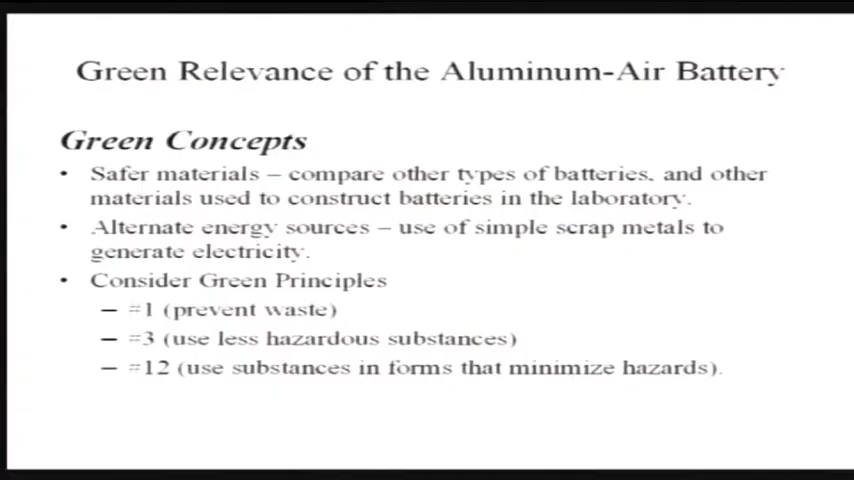 Green Relevance of the Aluminum-Air Battery
Green Concepts
• Safer materials – compare other types of batteries, and other
materials used to construct batteries in the laboratory.
• Alternate energy sources – use of simple scrap metals to
generate electricity.
• Consider Green Principles
– #1 (prevent waste)
– #3 (use less hazardous substances)
– #12 (use substances in forms that minimize hazards).